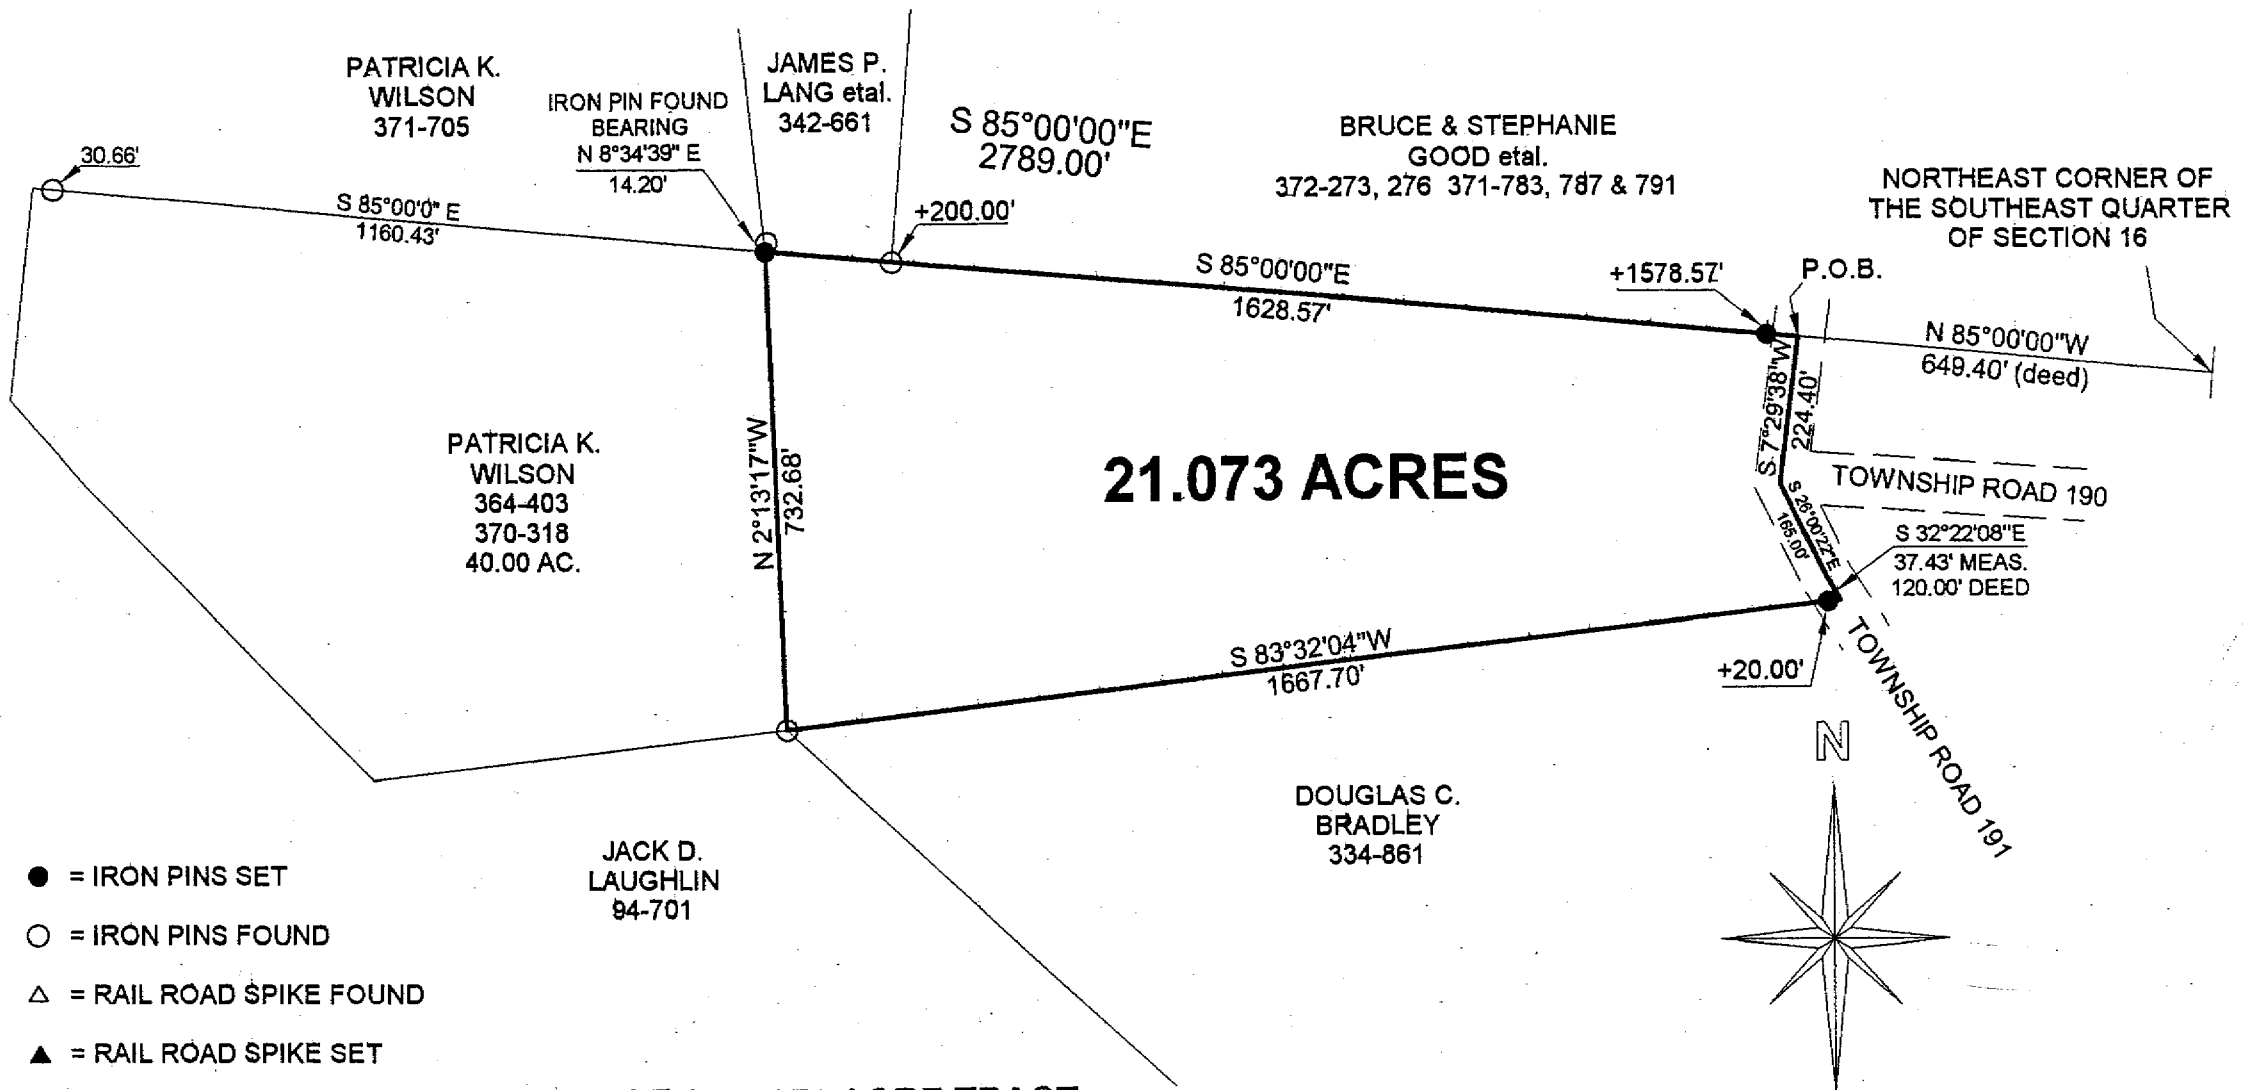 PATRICIA K.
WILSON
371-705
IRON PIN FOUND
BEARING
N 8°34'39" E
14.20'
JAMES P.
LANG etal.
342-661
S 85°00'00"E
2789.00'
BRUCE & STEPHANIE
GOOD etal.
372-273, 276 371-783, 787 & 791
NORTHEAST CORNER OF
THE SOUTHEAST QUARTER
OF SECTION 16
30.66'
S 85°00'0" E
1160.43'
+200.00'
S 85°00'00"E
1628.57'
+1578.57'
P.O.B.
N 85°00'00"W
649.40' (deed)
S 7°29'38"W
224.40'
PATRICIA K.
WILSON
364-403
370-318
40.00 AC.
N 2°13'17"W
732.68'
21.073 ACRES
TOWNSHIP ROAD 190
S 26°00'22"E
165.00'
S 32°22'08"E
37.43' MEAS.
120.00' DEED
S 83°32'04"W
1667.70'
+20.00'
TOWNSHIP ROAD 191
N
DOUGLAS C.
BRADLEY
334-861
JACK D.
LAUGHLIN
94-701
= IRON PINS SET
= IRON PINS FOUND
= RAIL ROAD SPIKE FOUND
= RAIL ROAD SPIKE SET